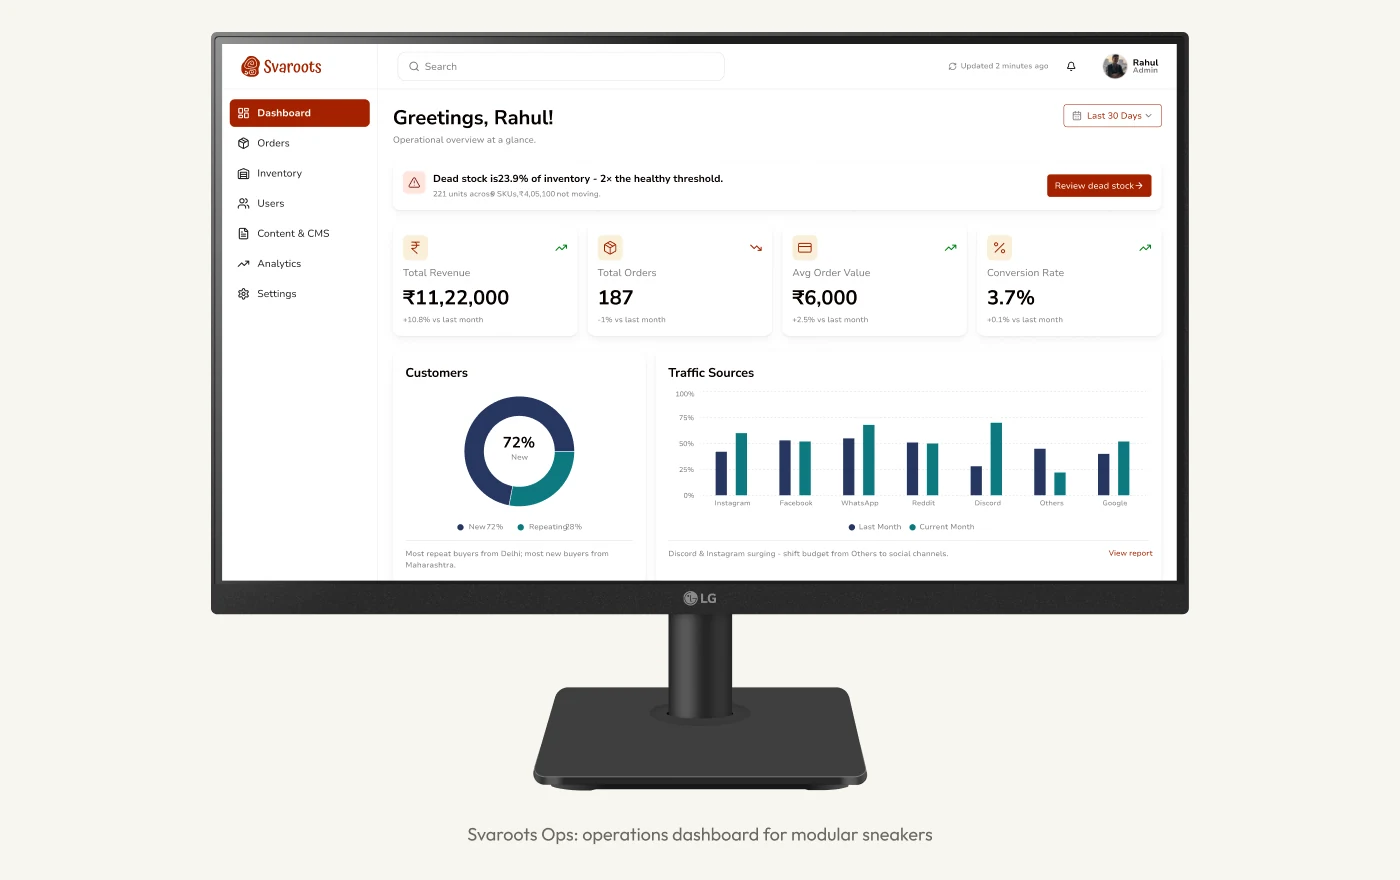 Svaroots
Search
Updated 2 minutes ago
Rahul
Admin
Dashboard
Orders
Inventory
Users
Content & CMS
Analytics
Settings
Greetings, Rahul!
Operational overview at a glance.
Last 30 Days
Dead stock is23.9% of inventory - 2× the healthy threshold.
221 units across9 SKUs,₹4,05,100 not moving.
Review dead stock→
Total Revenue
₹11,22,000
+10.8% vs last month
Total Orders
187
-1% vs last month
Avg Order Value
₹6,000
+2.5% vs last month
Conversion Rate
3.7%
+0.1% vs last month
Customers
72%
New
New72%
Repeating28%
Most repeat buyers from Delhi; most new buyers from
Maharashtra.
Traffic Sources
100%
75%
50%
25%
0%
Instagram
Facebook
WhatsApp
Reddit
Discord
Others
Google
Last Month
Current Month
Discord & Instagram surging - shift budget from Others to social channels.
View report
LG
Svaroots Ops: operations dashboard for modular sneakers